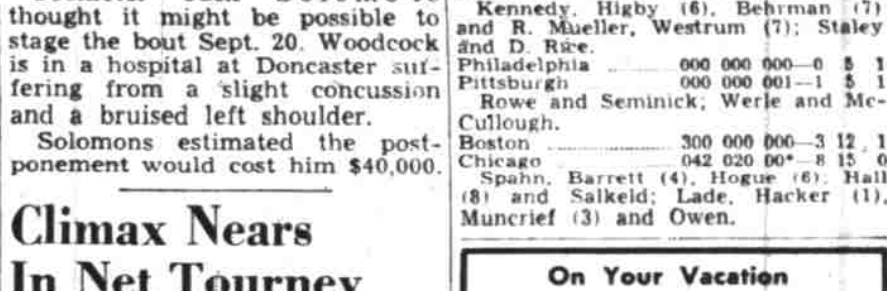 thought it might be possible to
stage the bout Sept. 20. Woodcock
is in a hospital at Doncaster suf-
fering from a slight concussion
and a bruised left shoulder.
Solomons estimated the post-
ponement would cost him $40,000.
Climax Nears
In Net Tourney
Kennedy, Higby (6), Behrman (7)
and R. Mueller, Westrum (7); Staley
and D. Rice.
Philadelphia 000 000 000—0 5 1
Pittsburgh 000 000 001—1 5 1
Rowe and Seminick; Werle and Mc-
Cullough.
Boston 300 000 000—3 12 1
Chicago 042 020 00*—8 15 0
Spahn, Barrett (4), Hogue (6); Hall
(8) and Salkeld; Lade, Hacker (1),
Muncrief (3) and Owen.
On Your Vacation